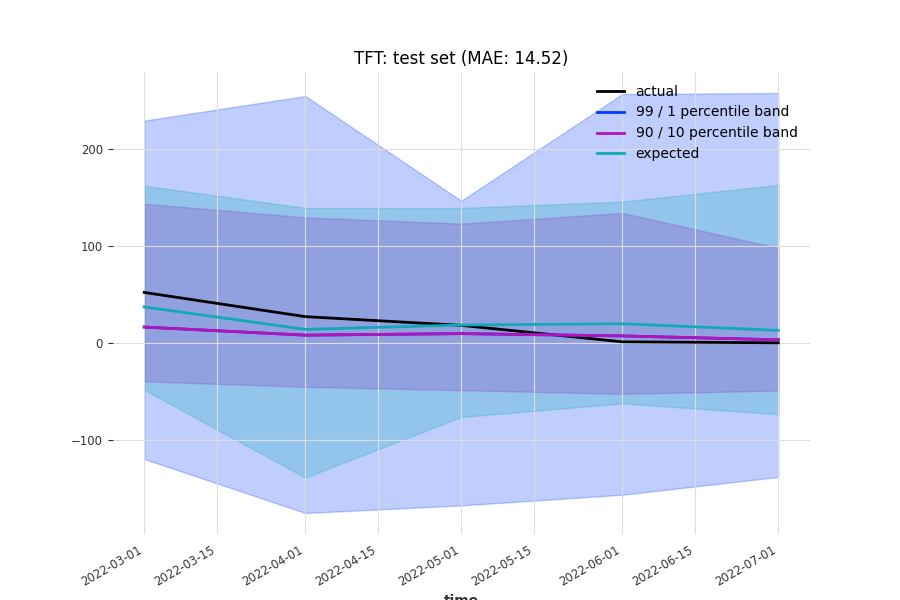 TFT: test set (MAE: 14.52)
actual
99 / 1 percentile band
90 / 10 percentile band
expected
200
100
0
−100
2022-03-01
2022-03-15
2022-04-01
2022-04-15
2022-05-01
2022-05-15
2022-06-01
2022-06-15
2022-07-01
time